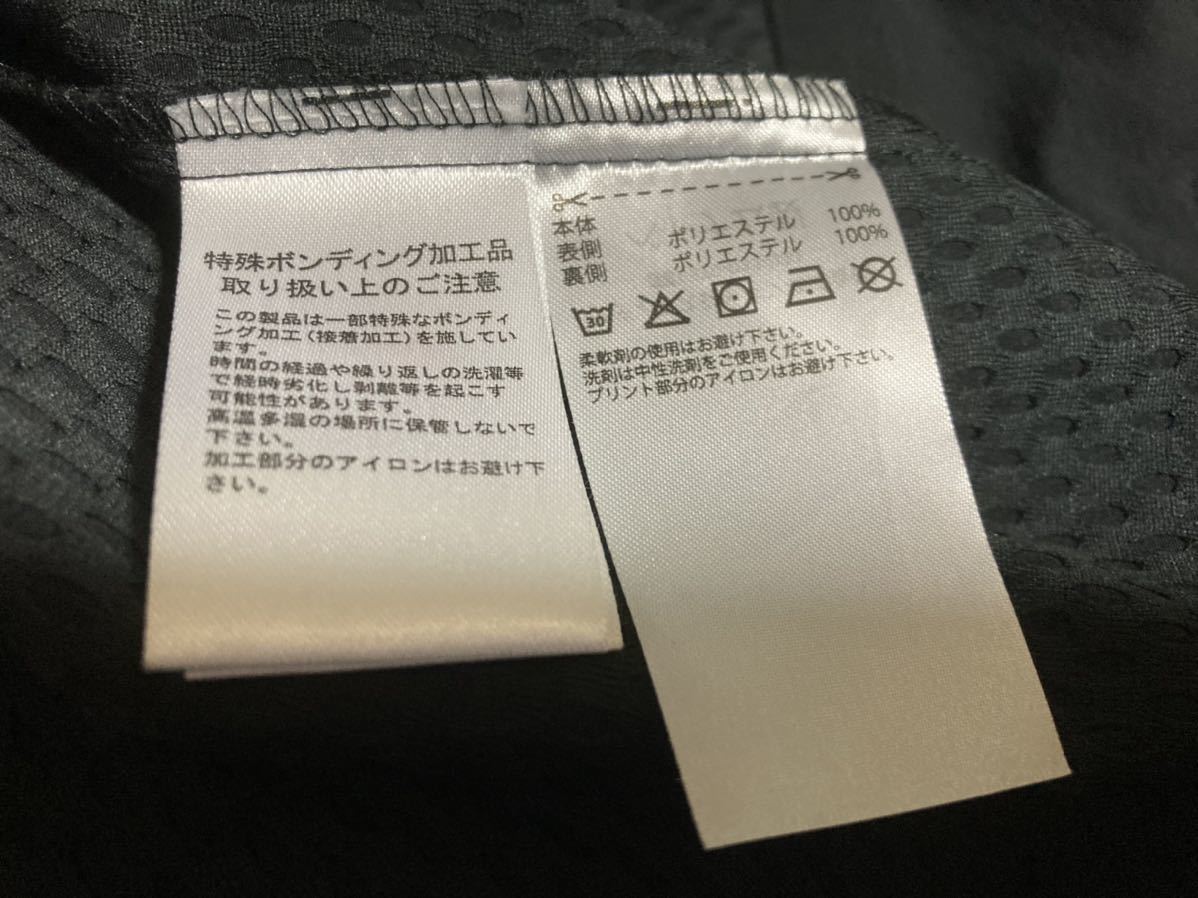 特殊ボンディング加工品
取り扱い上のご注意
この製品は一部特殊なボンディ
ング加工(接着加工)を施してい
ます。
時間の経過や繰り返しの洗濯等
で経時劣化し剥離等を起こす
可能性があります。
高温多湿の場所に保管しないで
下さい。
加工部分のアイロンはお避け下
さい。
本体
表側 ポリエステル 100%
裏側 ポリエステル 100%
30
柔軟剤の使用はお避け下さい。
洗剤は中性洗剤をご使用ください。
プリント部分のアイロンはお避け下さい。